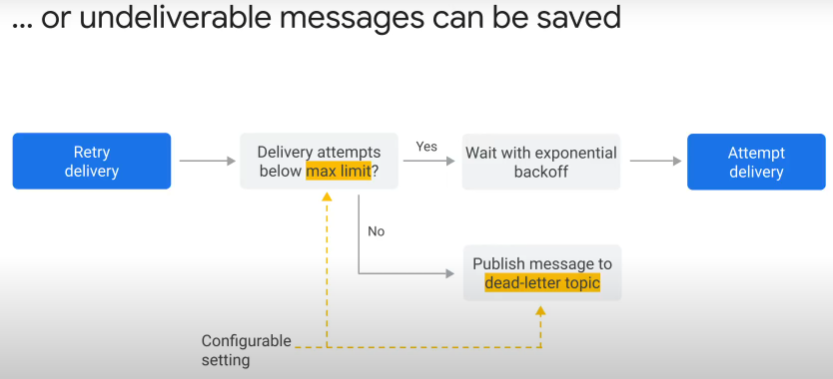 ... or undeliverable messages can be saved
Retry
delivery
Delivery attempts
below max limit?
Yes
Wait with exponential
backoff
Attempt
delivery
No
Publish message to
dead-letter topic
Configurable
setting